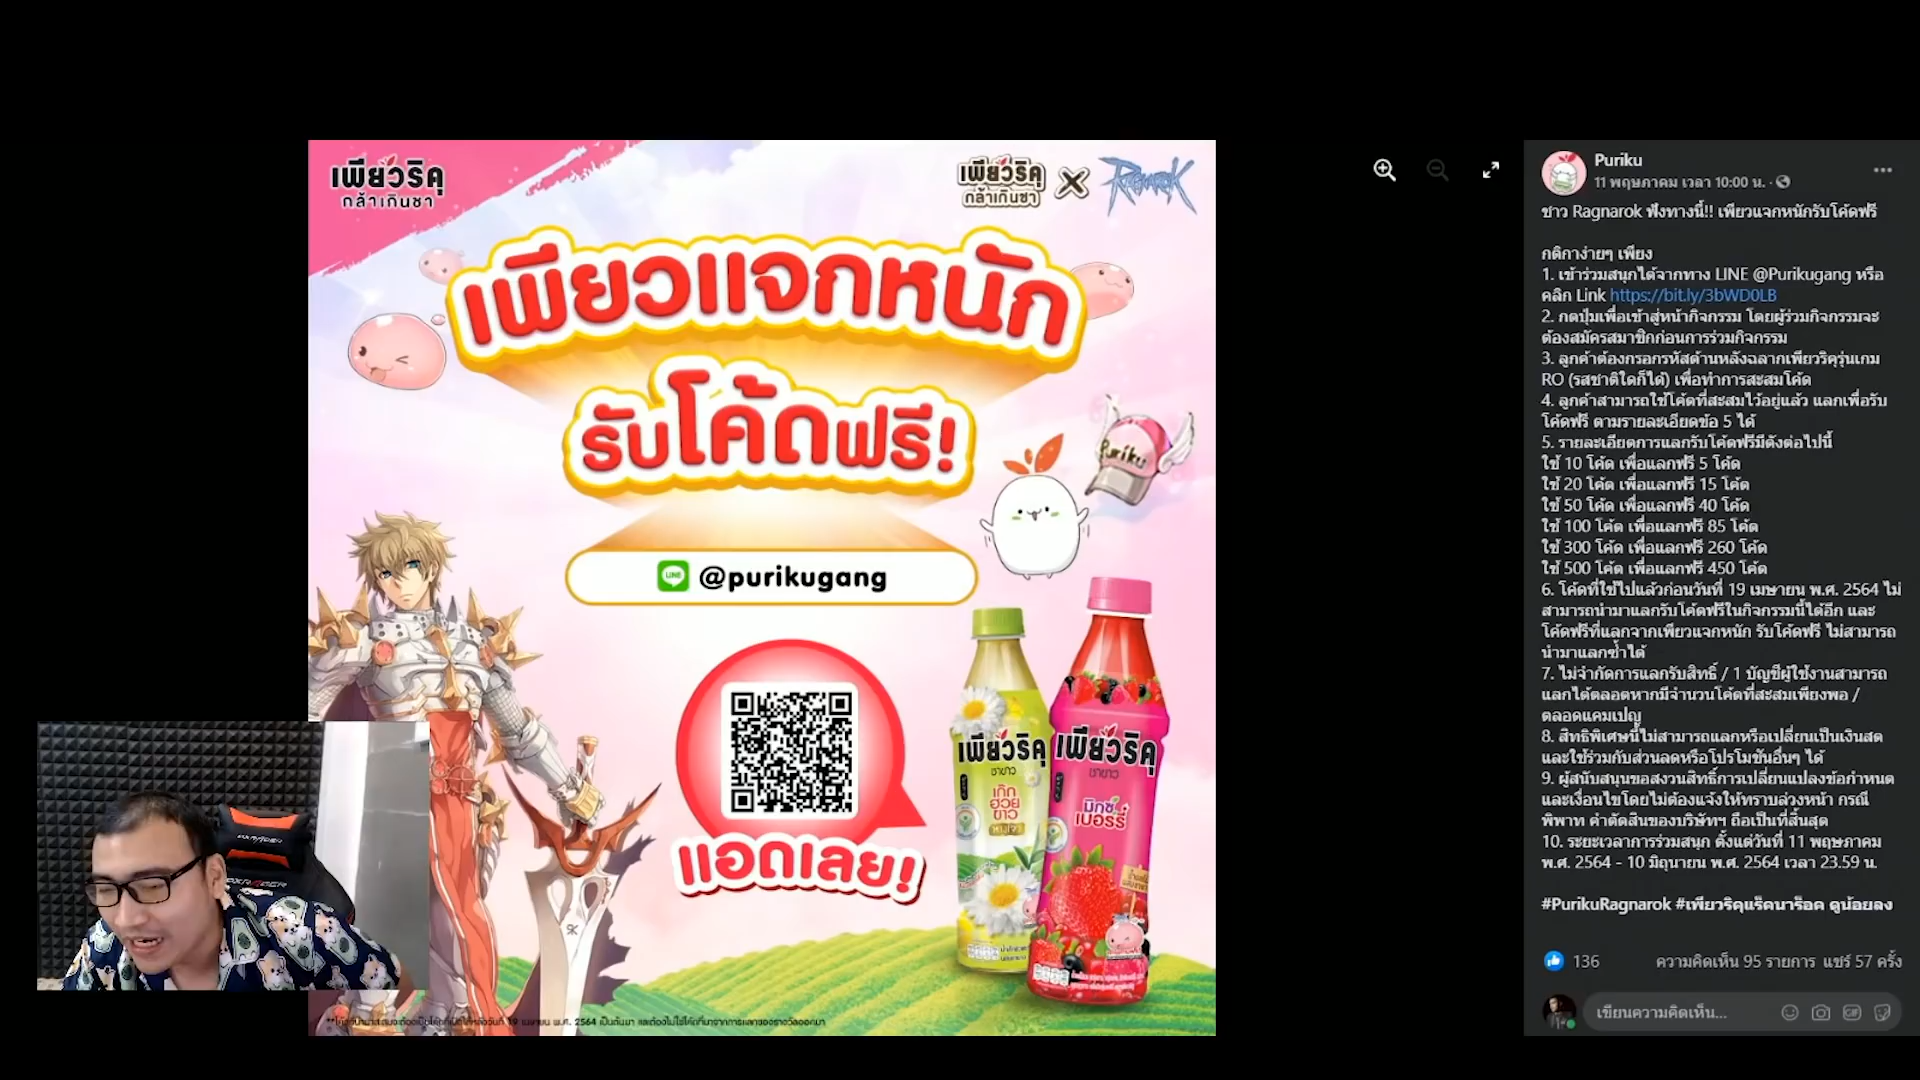 เพียวริคุ
กล้าเกินชา
เพียวริคุ
กล้าเกินชา
X
RAGNAROK
เพียวแจกหนัก
รับโค้ดฟรี!
Puriku
LINE @purikugang
แอดเลย!
เพียวริคุ
ชาขาว
เก๊ก
ฮวย
ขาว
เพียวริคุ
ชาขาว
มิกซ์
เบอร์รี่
Puriku
11 พฤษภาคม เวลา 10:00 น. ·
ชาว Ragnarok ฟังทางนี้!! เพียวแจกหนักรับโค้ดฟรี
กติกาง่ายๆ เพียง
1. เข้าร่วมสนุกได้จากทาง LINE @Purikugang หรือ
คลิก Link https://bit.ly/3bWD0LB
2. กดปุ่มเพื่อเข้าสู่หน้ากิจกรรม โดยผู้ร่วมกิจกรรมจะ
ต้องสมัครสมาชิกก่อนการร่วมกิจกรรม
3. ลูกค้าต้องกรอกรหัสด้านหลังฉลากเพียวริคุรุ่นเกม
RO (รสชาติใดก็ได้) เพื่อทำการสะสมโค้ด
4. ลูกค้าสามารถใช้โค้ดที่สะสมไว้อยู่แล้ว แลกเพื่อรับ
โค้ดฟรี ตามรายละเอียดข้อ 5 ได้
5. รายละเอียดการแลกรับโค้ดฟรีมีดังต่อไปนี้
ใช้ 10 โค้ด เพื่อแลกฟรี 5 โค้ด
ใช้ 20 โค้ด เพื่อแลกฟรี 15 โค้ด
ใช้ 50 โค้ด เพื่อแลกฟรี 40 โค้ด
ใช้ 100 โค้ด เพื่อแลกฟรี 85 โค้ด
ใช้ 300 โค้ด เพื่อแลกฟรี 260 โค้ด
ใช้ 500 โค้ด เพื่อแลกฟรี 450 โค้ด
6. โค้ดที่ใช้ไปแล้วก่อนวันที่ 19 เมษายน พ.ศ. 2564 ไม่
สามารถนำมาแลกรับโค้ดฟรีในกิจกรรมนี้ได้อีก และ
โค้ดฟรีที่แลกจากเพียวแจกหนัก รับโค้ดฟรี ไม่สามารถ
นำมาแลกซ้ำได้
7. ไม่จำกัดการแลกรับสิทธิ์ / 1 บัญชีผู้ใช้งานสามารถ
แลกได้ตลอดหากมีจำนวนโค้ดที่สะสมเพียงพอ /
ตลอดแคมเปญ
8. สิทธิพิเศษนี้ไม่สามารถแลกหรือเปลี่ยนเป็นเงินสด
และใช้ร่วมกับส่วนลดหรือโปรโมชันอื่นๆ ได้
9. ผู้สนับสนุนขอสงวนสิทธิ์การเปลี่ยนแปลงข้อกำหนด
และเงื่อนไขโดยไม่ต้องแจ้งให้ทราบล่วงหน้า กรณี
พิพาท คำตัดสินของบริษัทฯ ถือเป็นที่สิ้นสุด
10. ระยะเวลาการร่วมสนุก ตั้งแต่วันที่ 11 พฤษภาคม
พ.ศ. 2564 - 10 มิถุนายน พ.ศ. 2564 เวลา 23.59 น.
#PurikuRagnarok #เพียวริคุแร็คนาร็อค ดูน้อยลง
136 ความคิดเห็น 95 รายการ แชร์ 57 ครั้ง
เขียนความคิดเห็น...
GIF